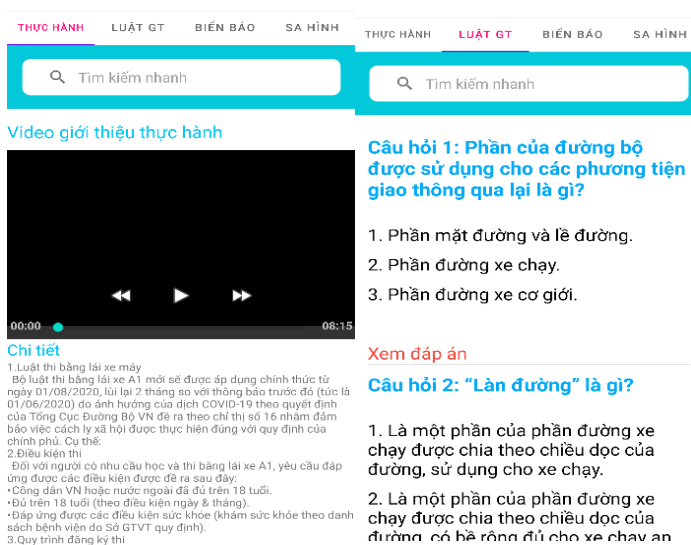 THỰC HÀNH LUẬT GT BIỂN BÁO SA HÌNH
Tìm kiếm nhanh
Video giới thiệu thực hành
00:00 08:15
Chi tiết
1.Luật thi bằng lái xe máy
Bộ luật thi bằng lái xe A1 mới sẽ được áp dụng chính thức từ
ngày 01/08/2020, lùi lại 2 tháng so với thông báo trước đó (tức là
01/06/2020) do ảnh hưởng của dịch COVID-19 theo quyết định
của Tổng Cục Đường Bộ VN đề ra theo chỉ thị số 16 nhằm đảm
bảo việc cách ly xã hội được thực hiện đúng với quy định của
chính phủ. Cụ thể:
2.Điều kiện thi
Đối với người có nhu cầu học và thi bằng lái xe A1, yêu cầu đáp
ứng được các điều kiện được đề ra sau đây:
•Công dân VN hoặc nước ngoài đã đủ trên 18 tuổi.
•Đủ trên 18 tuổi (theo điều kiện ngày & tháng).
•Đáp ứng được các điều kiện sức khỏe (khám sức khỏe theo danh
sách bệnh viện do Sở GTVT quy định).
3.Quy trình đăng ký thi
THỰC HÀNH LUẬT GT BIỂN BÁO SA HÌNH
Tìm kiếm nhanh
Câu hỏi 1: Phần của đường bộ
được sử dụng cho các phương tiện
giao thông qua lại là gì?
1. Phần mặt đường và lề đường.
2. Phần đường xe chạy.
3. Phần đường xe cơ giới.
Xem đáp án
Câu hỏi 2: “Làn đường” là gì?
1. Là một phần của phần đường xe
chạy được chia theo chiều dọc của
đường, sử dụng cho xe chạy.
2. Là một phần của phần đường xe
chạy được chia theo chiều dọc của
đường, có bề rộng đủ cho xe chạy an